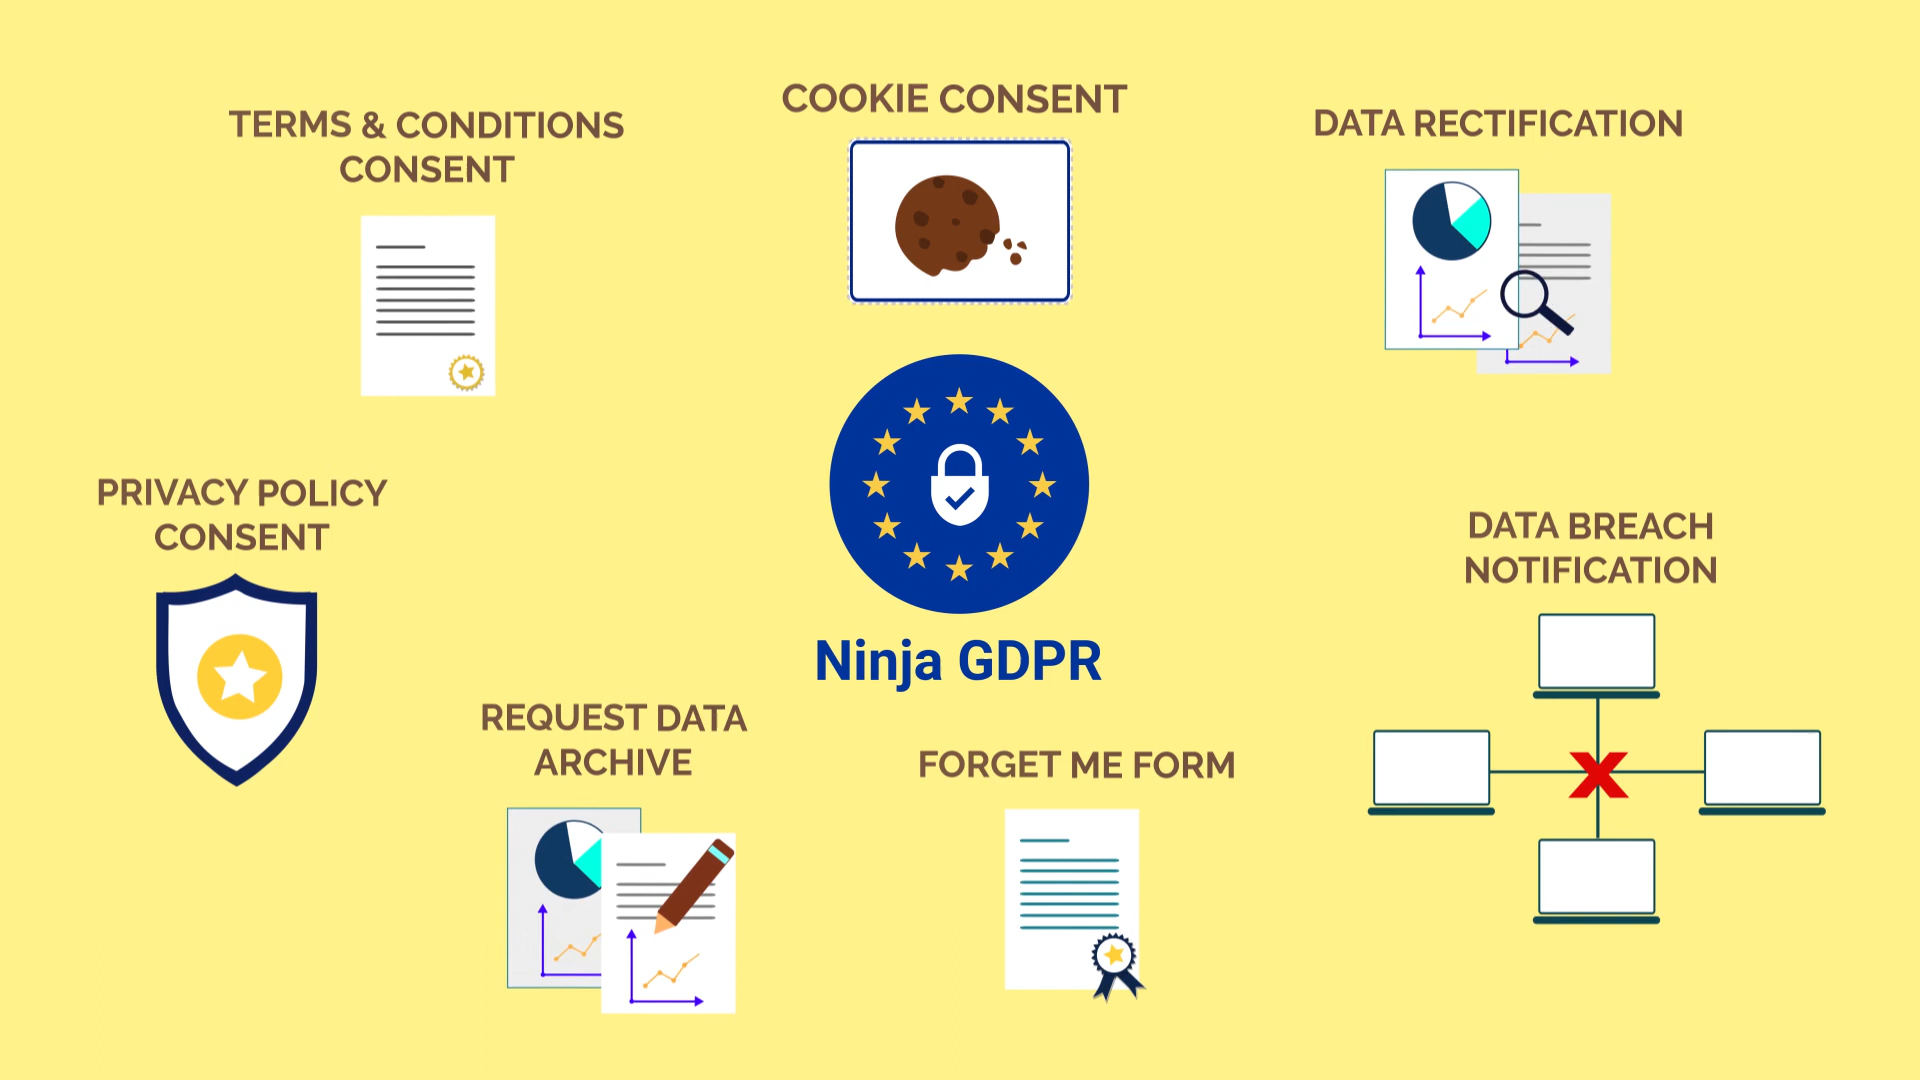 COOKIE CONSENT
TERMS & CONDITIONS
CONSENT
DATA RECTIFICATION
PRIVACY POLICY
CONSENT
DATA BREACH
NOTIFICATION
Ninja GDPR
REQUEST DATA
ARCHIVE
FORGET ME FORM